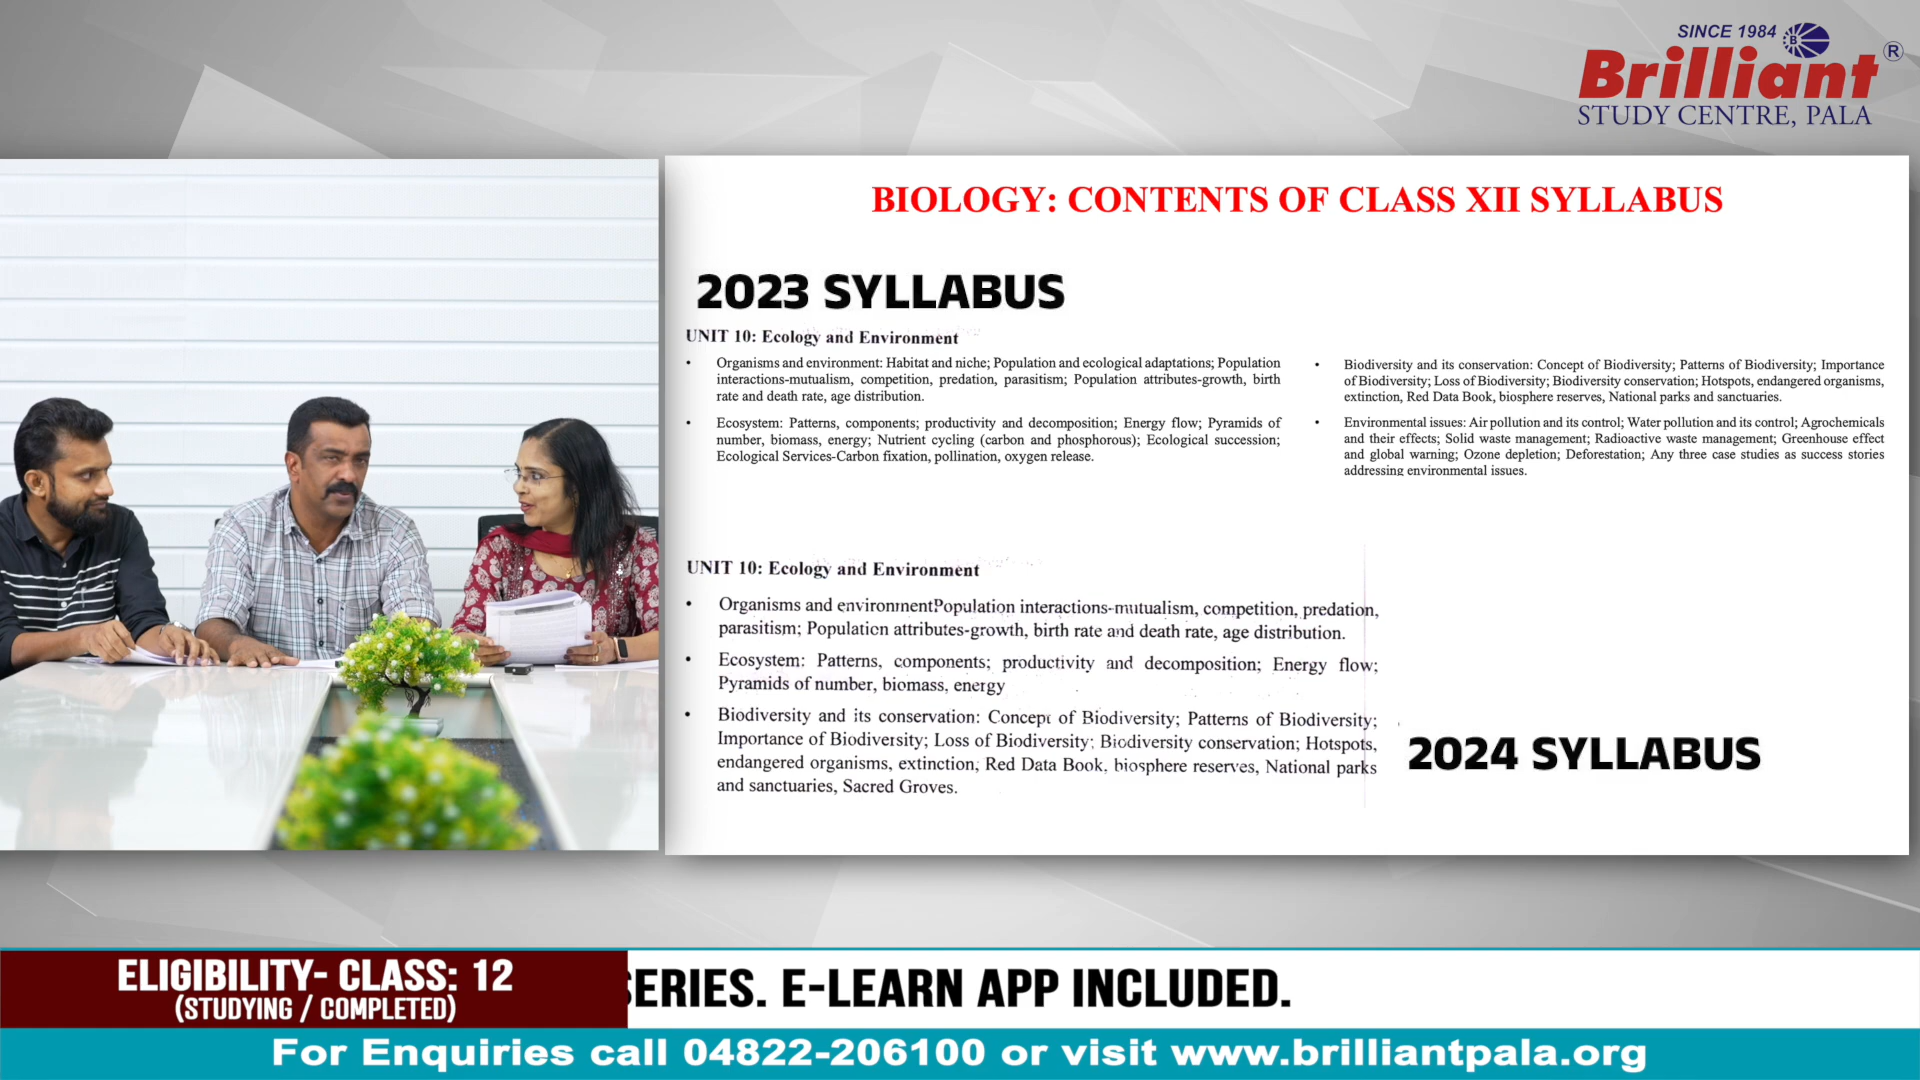 SINCE 1984
Brilliant ®
STUDY CENTRE, PALA
BIOLOGY: CONTENTS OF CLASS XII SYLLABUS
2023 SYLLABUS
UNIT 10: Ecology and Environment
• Organisms and environment: Habitat and niche; Population and ecological adaptations; Population
interactions-mutualism, competition, predation, parasitism; Population attributes-growth, birth
rate and death rate, age distribution.
• Ecosystem: Patterns, components; productivity and decomposition; Energy flow; Pyramids of
number, biomass, energy; Nutrient cycling (carbon and phosphorous); Ecological succession;
Ecological Services-Carbon fixation, pollination, oxygen release.
• Biodiversity and its conservation: Concept of Biodiversity; Patterns of Biodiversity; Importance
of Biodiversity; Loss of Biodiversity; Biodiversity conservation; Hotspots, endangered organisms,
extinction, Red Data Book, biosphere reserves, National parks and sanctuaries.
• Environmental issues: Air pollution and its control; Water pollution and its control; Agrochemicals
and their effects; Solid waste management; Radioactive waste management; Greenhouse effect
and global warning; Ozone depletion; Deforestation; Any three case studies as success stories
addressing environmental issues.
UNIT 10: Ecology and Environment
• Organisms and environmentPopulation interactions-mutualism, competition, predation,
parasitism; Population attributes-growth, birth rate and death rate, age distribution.
• Ecosystem: Patterns, components; productivity and decomposition; Energy flow;
Pyramids of number, biomass, energy
• Biodiversity and its conservation: Concept of Biodiversity; Patterns of Biodiversity;
Importance of Biodiversity; Loss of Biodiversity; Biodiversity conservation; Hotspots,
endangered organisms, extinction, Red Data Book, biosphere reserves, National parks
and sanctuaries, Sacred Groves.
2024 SYLLABUS
ELIGIBILITY- CLASS: 12
(STUDYING / COMPLETED)
SERIES. E-LEARN APP INCLUDED.
For Enquiries call 04822-206100 or visit www.brilliantpala.org